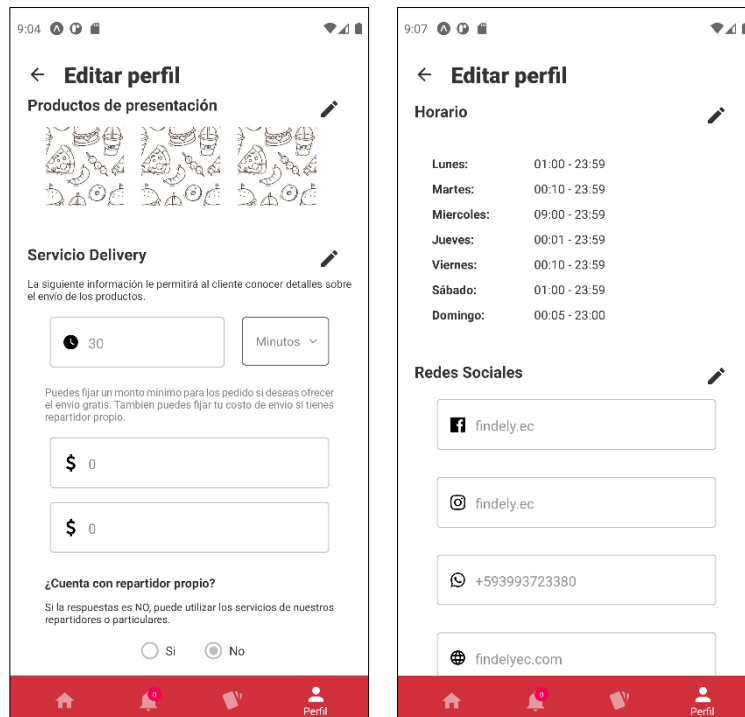 9:04
Editar perfil
Productos de presentación
Servicio Delivery
La siguiente información le permitirá al cliente conocer detalles sobre
el envío de los productos.
30
Minutos
Puedes fijar un monto minimo para los pedido si deseas ofrecer
el envio gratis. Tambien puedes fijar tu costo de envio si tienes
repartidor propio.
$ 0
$ 0
¿Cuenta con repartidor propio?
Si la respuestas es NO, puede utilizar los servicios de nuestros
repartidores o particulares.
Si No
0
Perfil
9:07
Editar perfil
Horario
Lunes: 01:00 - 23:59
Martes: 00:10 - 23:59
Miercoles: 09:00 - 23:59
Jueves: 00:01 - 23:59
Viernes: 00:10 - 23:59
Sábado: 01:00 - 23:59
Domingo: 00:05 - 23:00
Redes Sociales
findely.ec
findely.ec
+593993723380
findelyec.com
0
Perfil